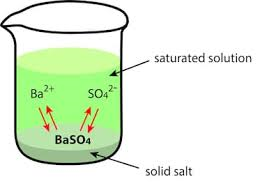 saturated solution
Ba2+ SO42-
BaSO4
solid salt